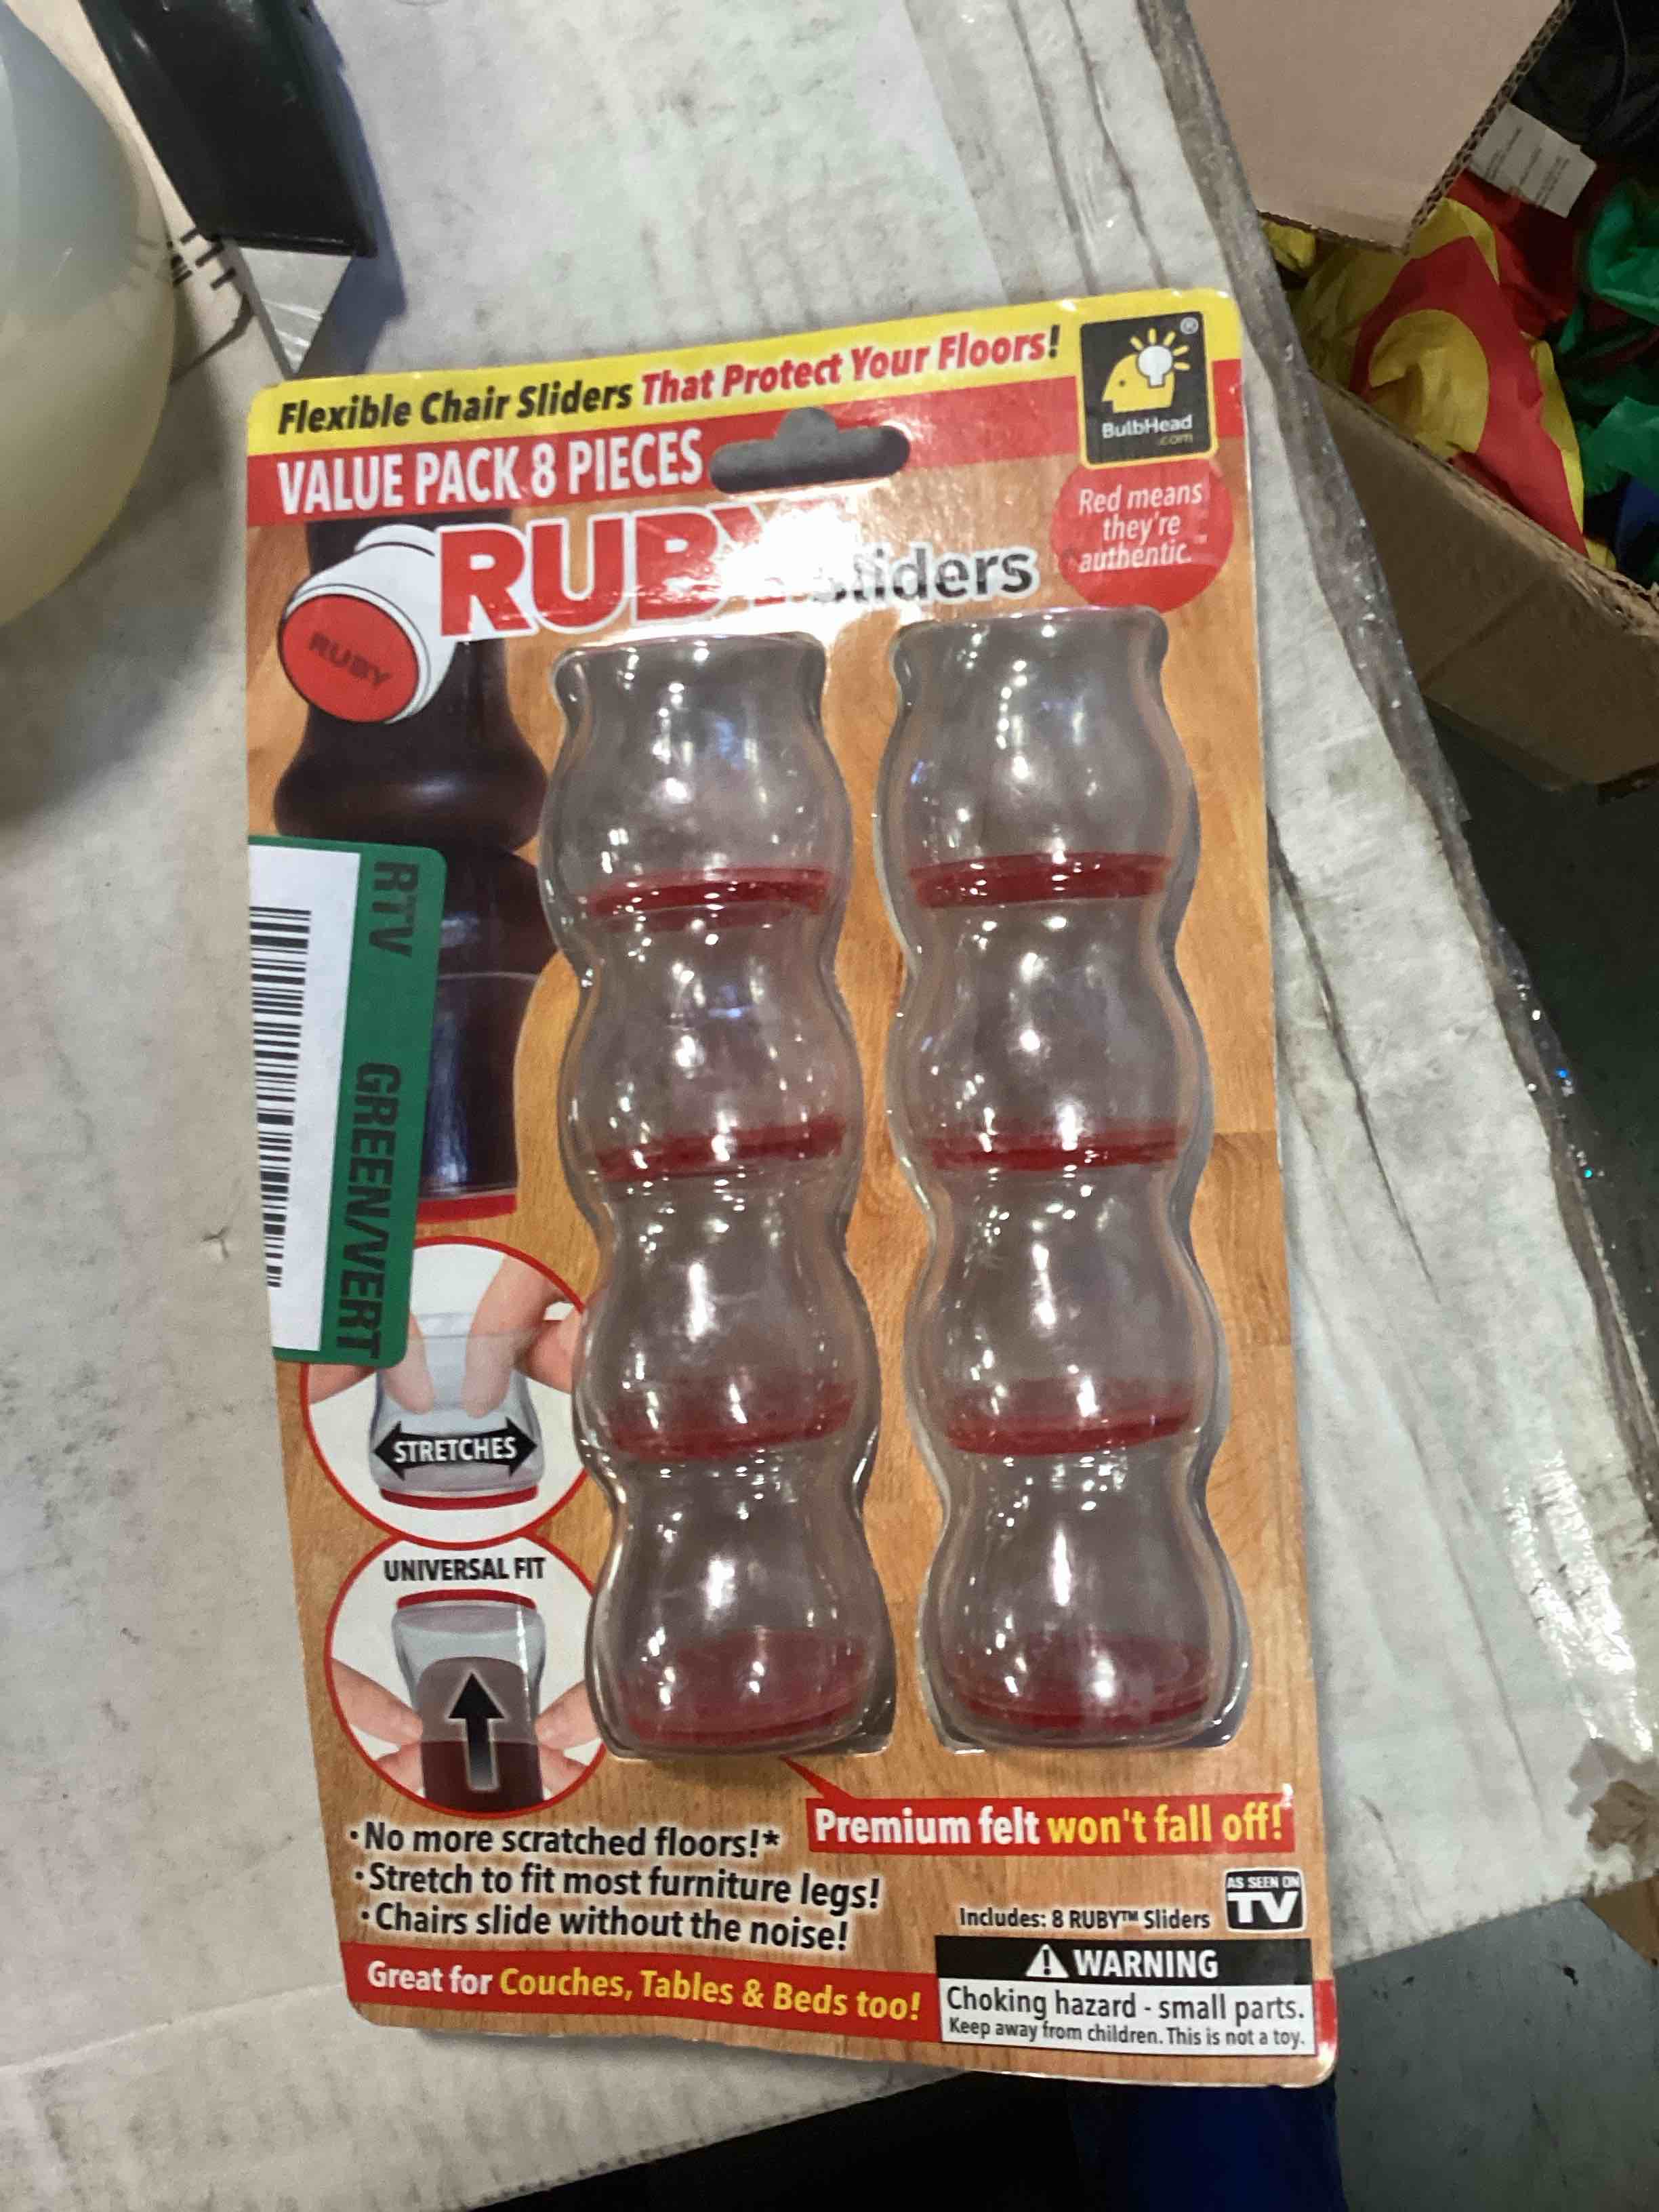 Flexible Chair Sliders That Protect Your Floors!
BulbHead
.com
®
VALUE PACK 8 PIECES
Red means
they're
authentic.™
RUBY Sliders
RUBY
RTV GREEN/VERT
STRETCHES
UNIVERSAL FIT
Premium felt won't fall off!
·No more scratched floors!*
·Stretch to fit most furniture legs!
·Chairs slide without the noise!
Includes: 8 RUBY™ Sliders
AS SEEN ON
TV
Great for Couches, Tables & Beds too!
WARNING
Choking hazard - small parts.
Keep away from children. This is not a toy.